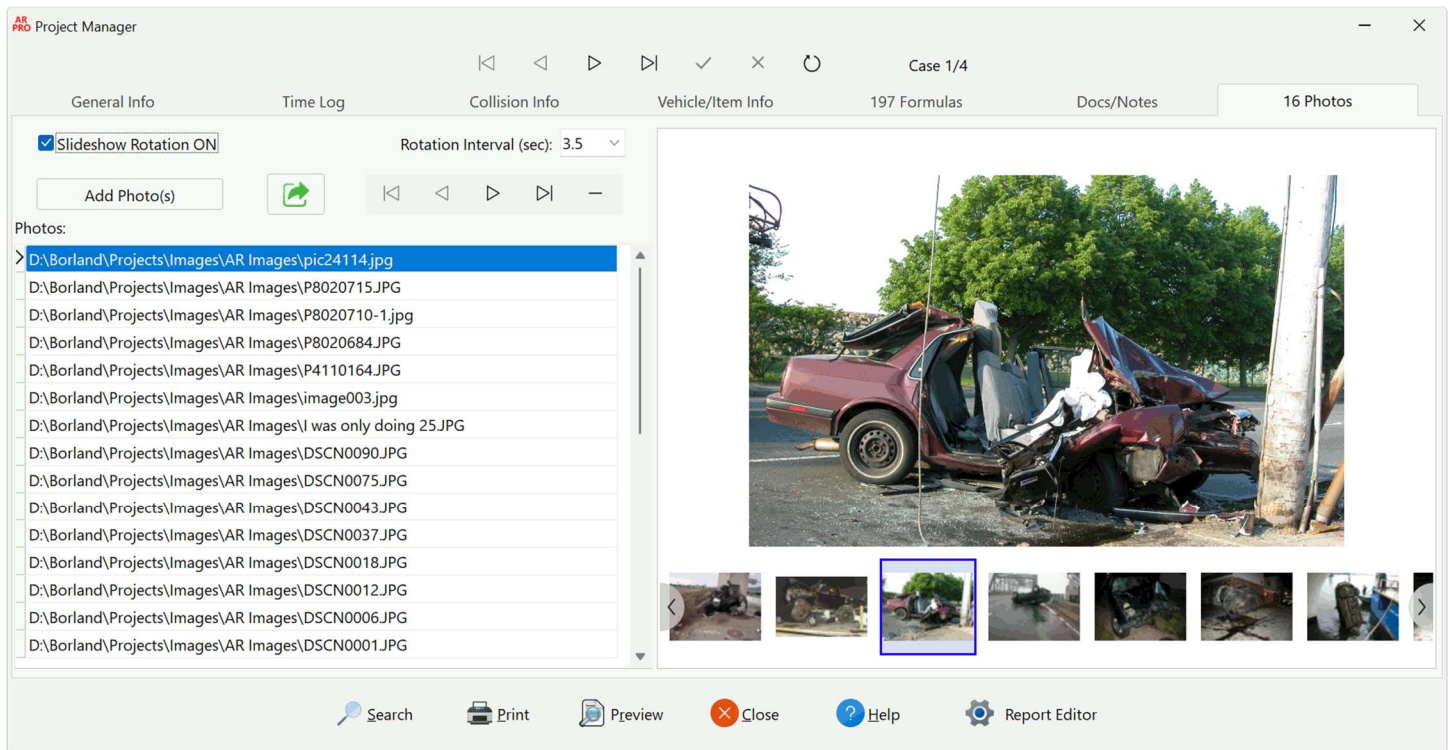 AR
PRO Project Manager
Case 1/4
General Info
Time Log
Collision Info
Vehicle/Item Info
197 Formulas
Docs/Notes
16 Photos
Slideshow Rotation ON
Rotation Interval (sec): 3.5
Add Photo(s)
Photos:
D:\Borland\Projects\Images\AR Images\pic24114.jpg
D:\Borland\Projects\Images\AR Images\P8020715.JPG
D:\Borland\Projects\Images\AR Images\P8020710-1.jpg
D:\Borland\Projects\Images\AR Images\P8020684.JPG
D:\Borland\Projects\Images\AR Images\P4110164.JPG
D:\Borland\Projects\Images\AR Images\image003.jpg
D:\Borland\Projects\Images\AR Images\I was only doing 25.JPG
D:\Borland\Projects\Images\AR Images\DSCN0090.JPG
D:\Borland\Projects\Images\AR Images\DSCN0075.JPG
D:\Borland\Projects\Images\AR Images\DSCN0043.JPG
D:\Borland\Projects\Images\AR Images\DSCN0037.JPG
D:\Borland\Projects\Images\AR Images\DSCN0018.JPG
D:\Borland\Projects\Images\AR Images\DSCN0012.JPG
D:\Borland\Projects\Images\AR Images\DSCN0006.JPG
D:\Borland\Projects\Images\AR Images\DSCN0001.JPG
Search
Print
Preview
Close
Help
Report Editor